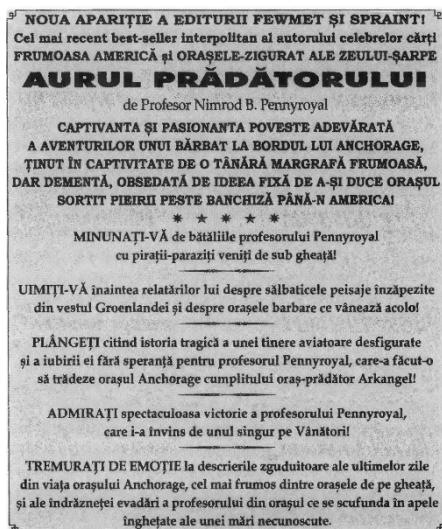 NOUA APARIȚIE A EDITURII FEWMET ȘI SPRAINT!
Cel mai recent best-seller interpolitan al autorului celebrelor cărți
FRUMOASA AMERICĂ și ORAȘELE-ZIGURAT ALE ZEULUI-ȘARPE
AURUL PRĂDĂTORULUI
de Profesor Nimrod B. Pennyroyal
CAPTIVANTA ȘI PASIONANTA POVESTE ADEVĂRATĂ
A AVENTURILOR UNUI BĂRBAT LA BORDUL LUI ANCHORAGE,
ȚINUT ÎN CAPTIVITATE DE O TÂNĂRĂ MARGRAFĂ FRUMOASĂ,
DAR DEMENTĂ, OBSEDATĂ DE IDEEA FIXĂ DE A-ȘI DUCE ORAȘUL
SORTIT PIEIRII PESTE BANCHIZĂ PÂNĂ-N AMERICA!
★ ★ ★ ★ ★
MINUNAȚI-VĂ de bătăliile profesorului Pennyroyal
cu pirații-paraziți veniți de sub gheață!
UIMIȚI-VĂ înaintea relatărilor lui despre sălbaticele peisaje înzăpezite
din vestul Groenlandei și despre orașele barbare ce vânează acolo!
PLÂNGEȚI citind istoria tragică a unei tinere aviatoare desfigurate
și a iubirii ei fără speranță pentru profesorul Pennyroyal, care-a făcut-o
să trădeze orașul Anchorage cumplitului oraș-prădător Arkangel!
ADMIRAȚI spectaculoasa victorie a profesorului Pennyroyal,
care i-a învins de unul singur pe Vânători!
TREMURAȚI DE EMOȚIE la descrierile zguduitoare ale ultimelor zile
din viața orașului Anchorage, cel mai frumos dintre orașele de pe gheață,
și ale îndrăzneței evadări a profesorului din orașul ce se scufunda în apele
înghețate ale unei mări necunoscute.